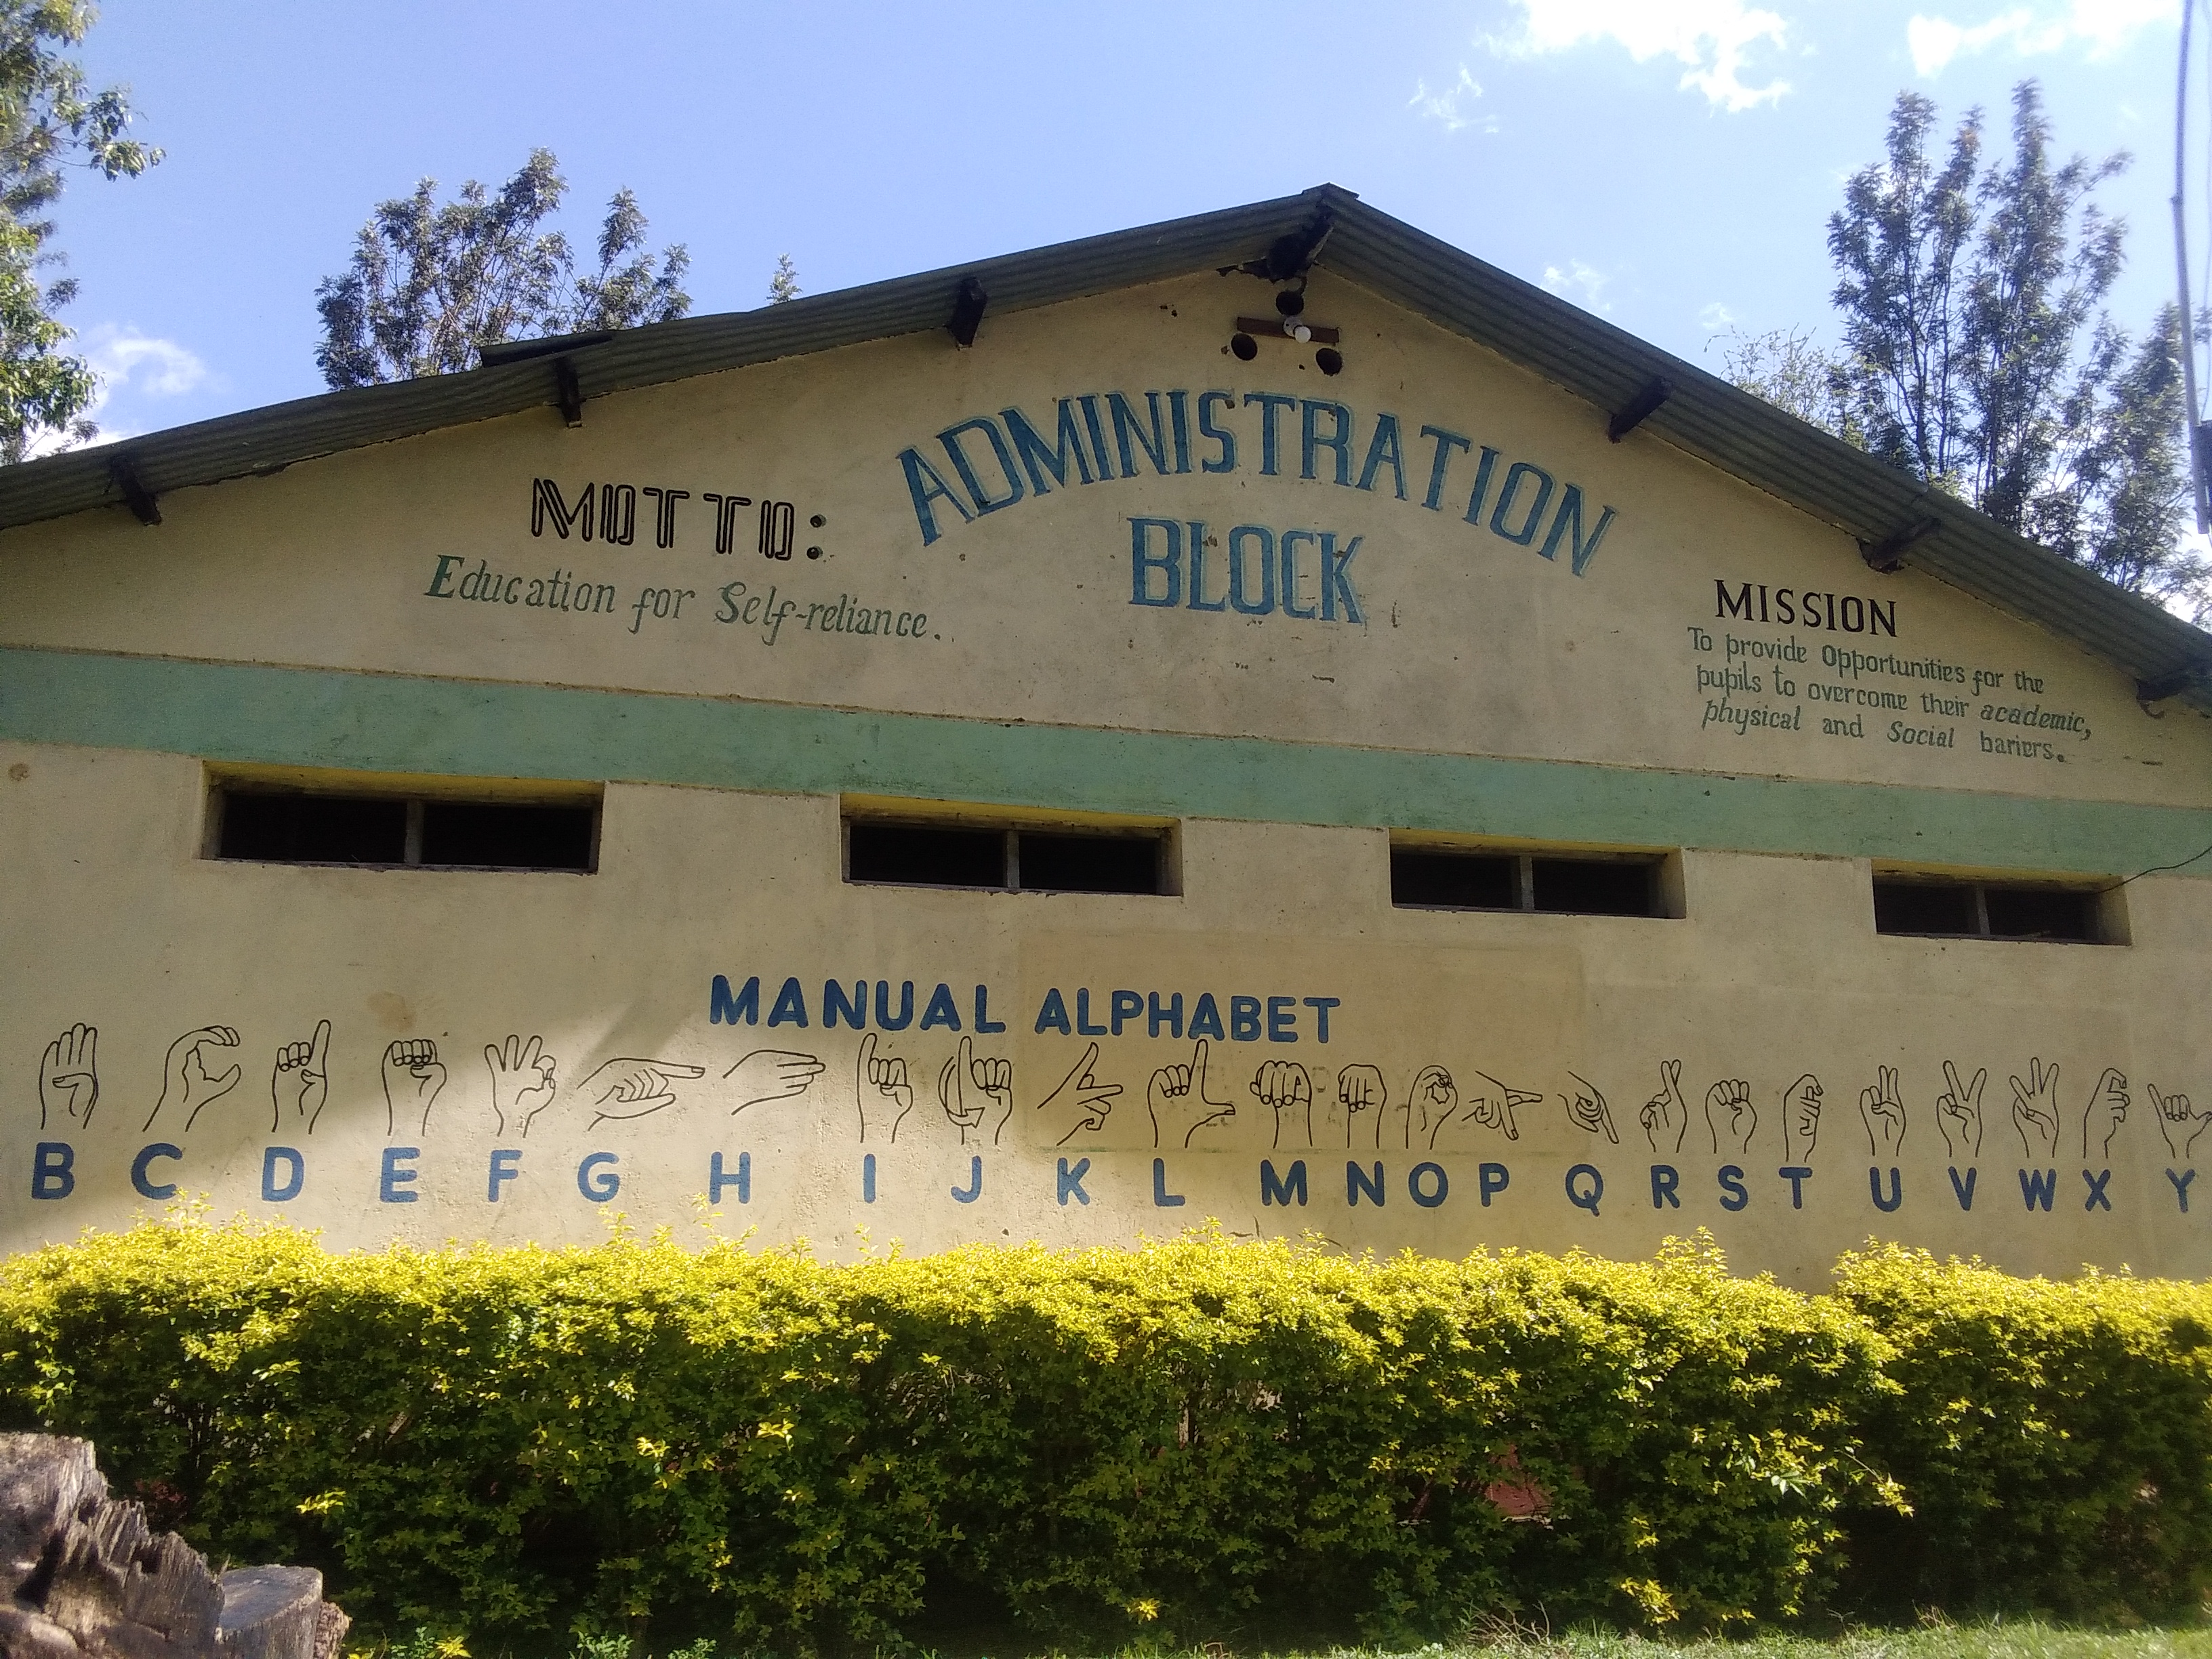 ADMINISTRATION
BLOCK
MOTTO:
Education for Self-reliance.
MISSION
To provide Opportunities for the
pupils to overcome their academic,
physical and Social bariers.
MANUAL ALPHABET
B C D E F G H I J K L M N O P Q R S T U V W X Y